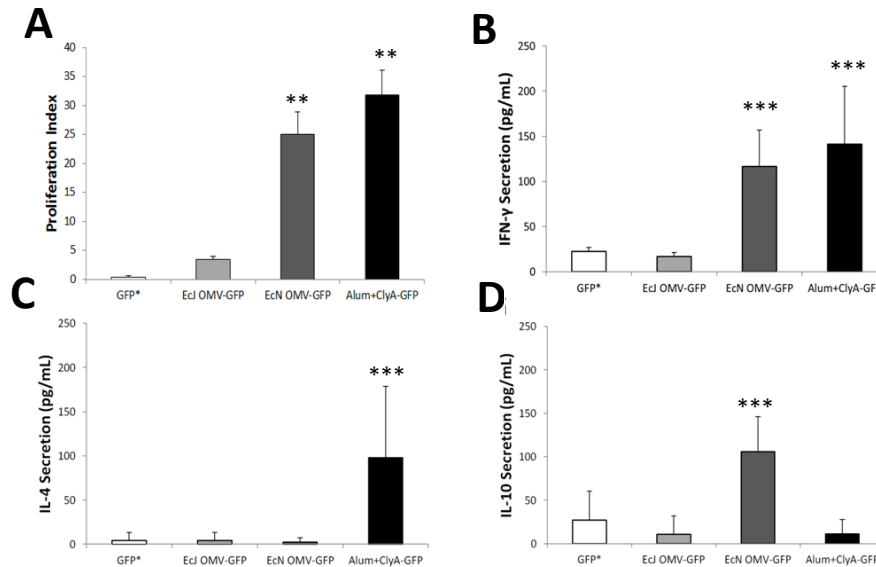 A
Proliferation Index
40
35
30
25
20
15
10
5
0
**
**
GFP*
EcJ OMV-GFP
EcN OMV-GFP
Alum+ClyA-GFP
B
IFN-γ Secretion (pg/mL)
250
200
150
100
50
0
***
***
GFP*
EcJ OMV-GFP
EcN OMV-GFP
Alum+ClyA-GF
C
IL-4 Secretion (pg/mL)
250
200
150
100
50
0
***
GFP*
EcJ OMV-GFP
EcN OMV-GFP
Alum+ClyA-GFP
D
IL-10 Secretion (pg/mL)
250
200
150
100
50
0
***
GFP*
EcJ OMV-GFP
EcN OMV-GFP
Alum+ClyA-GFP